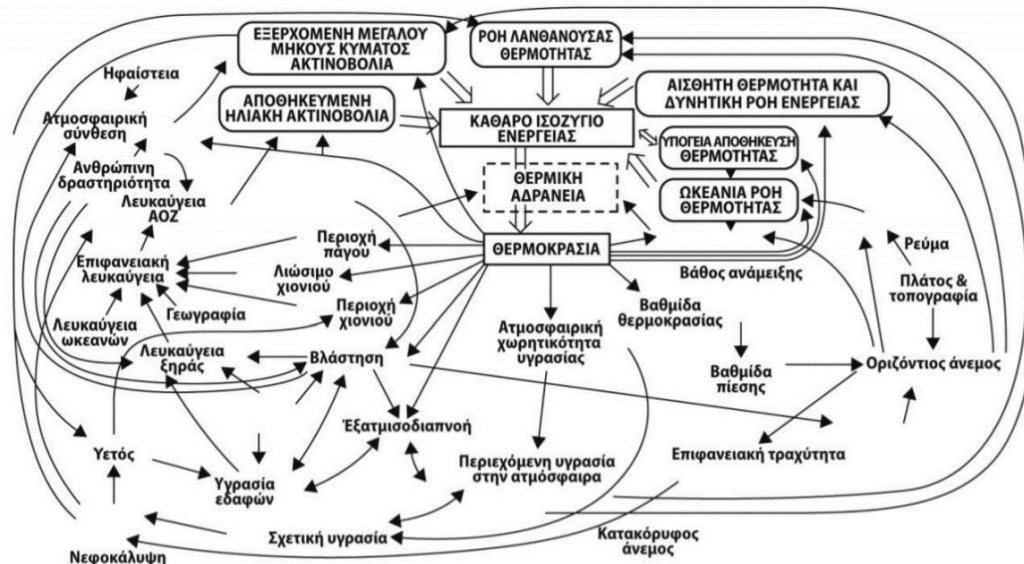 ΕΞΕΡΧΟΜΕΝΗ ΜΕΓΑΛΟΥ
ΜΗΚΟΥΣ ΚΥΜΑΤΟΣ
ΑΚΤΙΝΟΒΟΛΙΑ
ΡΟΗ ΛΑΝΘΑΝΟΥΣΑΣ
ΘΕΡΜΟΤΗΤΑΣ
Ηφαίστεια
ΑΠΟΘΗΚΕΥΜΕΝΗ
ΗΛΙΑΚΗ ΑΚΤΙΝΟΒΟΛΙΑ
ΑΙΣΘΗΤΗ ΘΕΡΜΟΤΗΤΑ ΚΑΙ
ΔΥΝΗΤΙΚΗ ΡΟΗ ΕΝΕΡΓΕΙΑΣ
Ατμοσφαιρική
σύνθεση
ΚΑΘΑΡΟ ΙΣΟΖΥΓΙΟ
ΕΝΕΡΓΕΙΑΣ
ΥΠΟΓΕΙΑ ΑΠΟΘΗΚΕΥΣΗ
ΘΕΡΜΟΤΗΤΑΣ
Ανθρώπινη
δραστηριότητα
Λευκαύγεια
ΑΟΖ
ΘΕΡΜΙΚΗ
ΑΔΡΑΝΕΙΑ
ΩΚΕΑΝΙΑ ΡΟΗ
ΘΕΡΜΟΤΗΤΑΣ
Περιοχή
πάγου
ΘΕΡΜΟΚΡΑΣΙΑ
Ρεύμα
Επιφανειακή
λευκαύγεια
Λιώσιμο
χιονιού
Βάθος ανάμειξης
Πλάτος &
τοπογραφία
Γεωγραφία
Περιοχή
χιονιού
Βαθμίδα
θερμοκρασίας
Λευκαύγεια
ωκεανών
Ατμοσφαιρική
χωρητικότητα
υγρασίας
Λευκαύγεια
ξηράς
Βλάστηση
Βαθμίδα
πίεσης
Οριζόντιος άνεμος
Έξατμισοδιαπνοή
Υετός
Περιεχόμενη υγρασία
στην ατμόσφαιρα
Επιφανειακή τραχύτητα
Υγρασία
εδαφών
Σχετική υγρασία
Κατακόρυφος
άνεμος
Νεφοκάλυψη